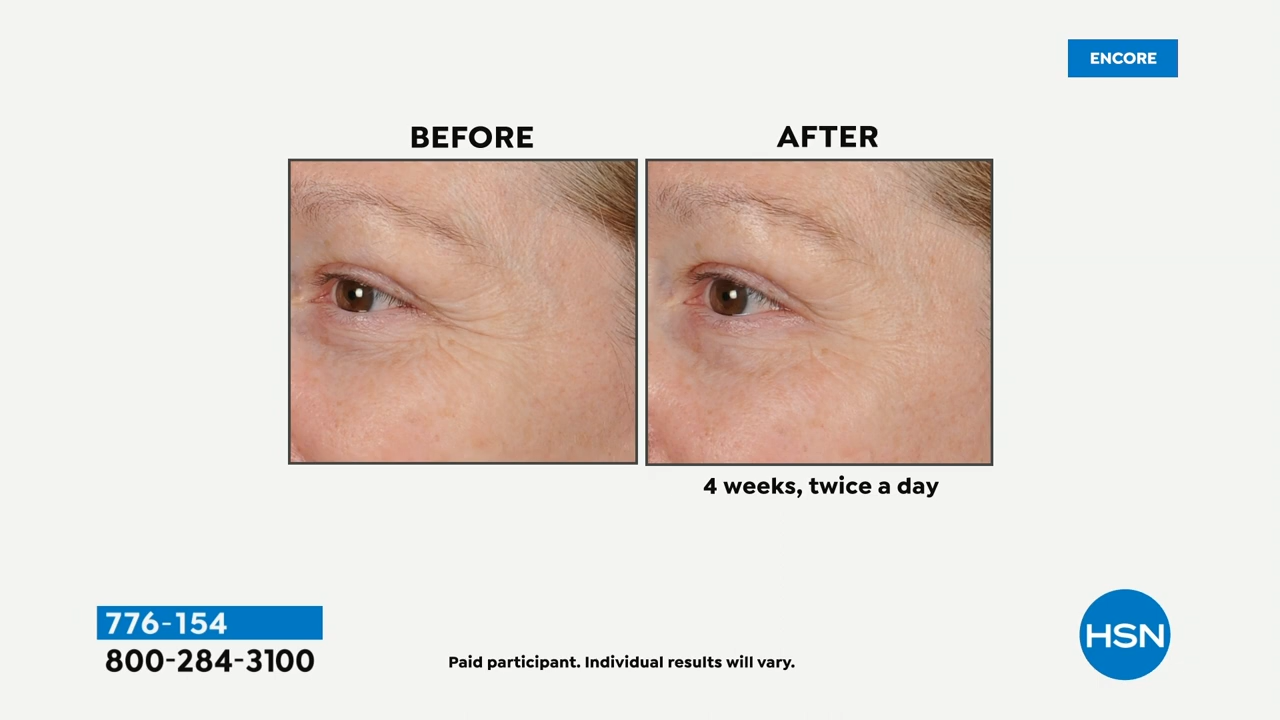 ENCORE
BEFORE
AFTER
4 weeks, twice a day
776-154
800-284-3100
Paid participant. Individual results will vary.
HSN